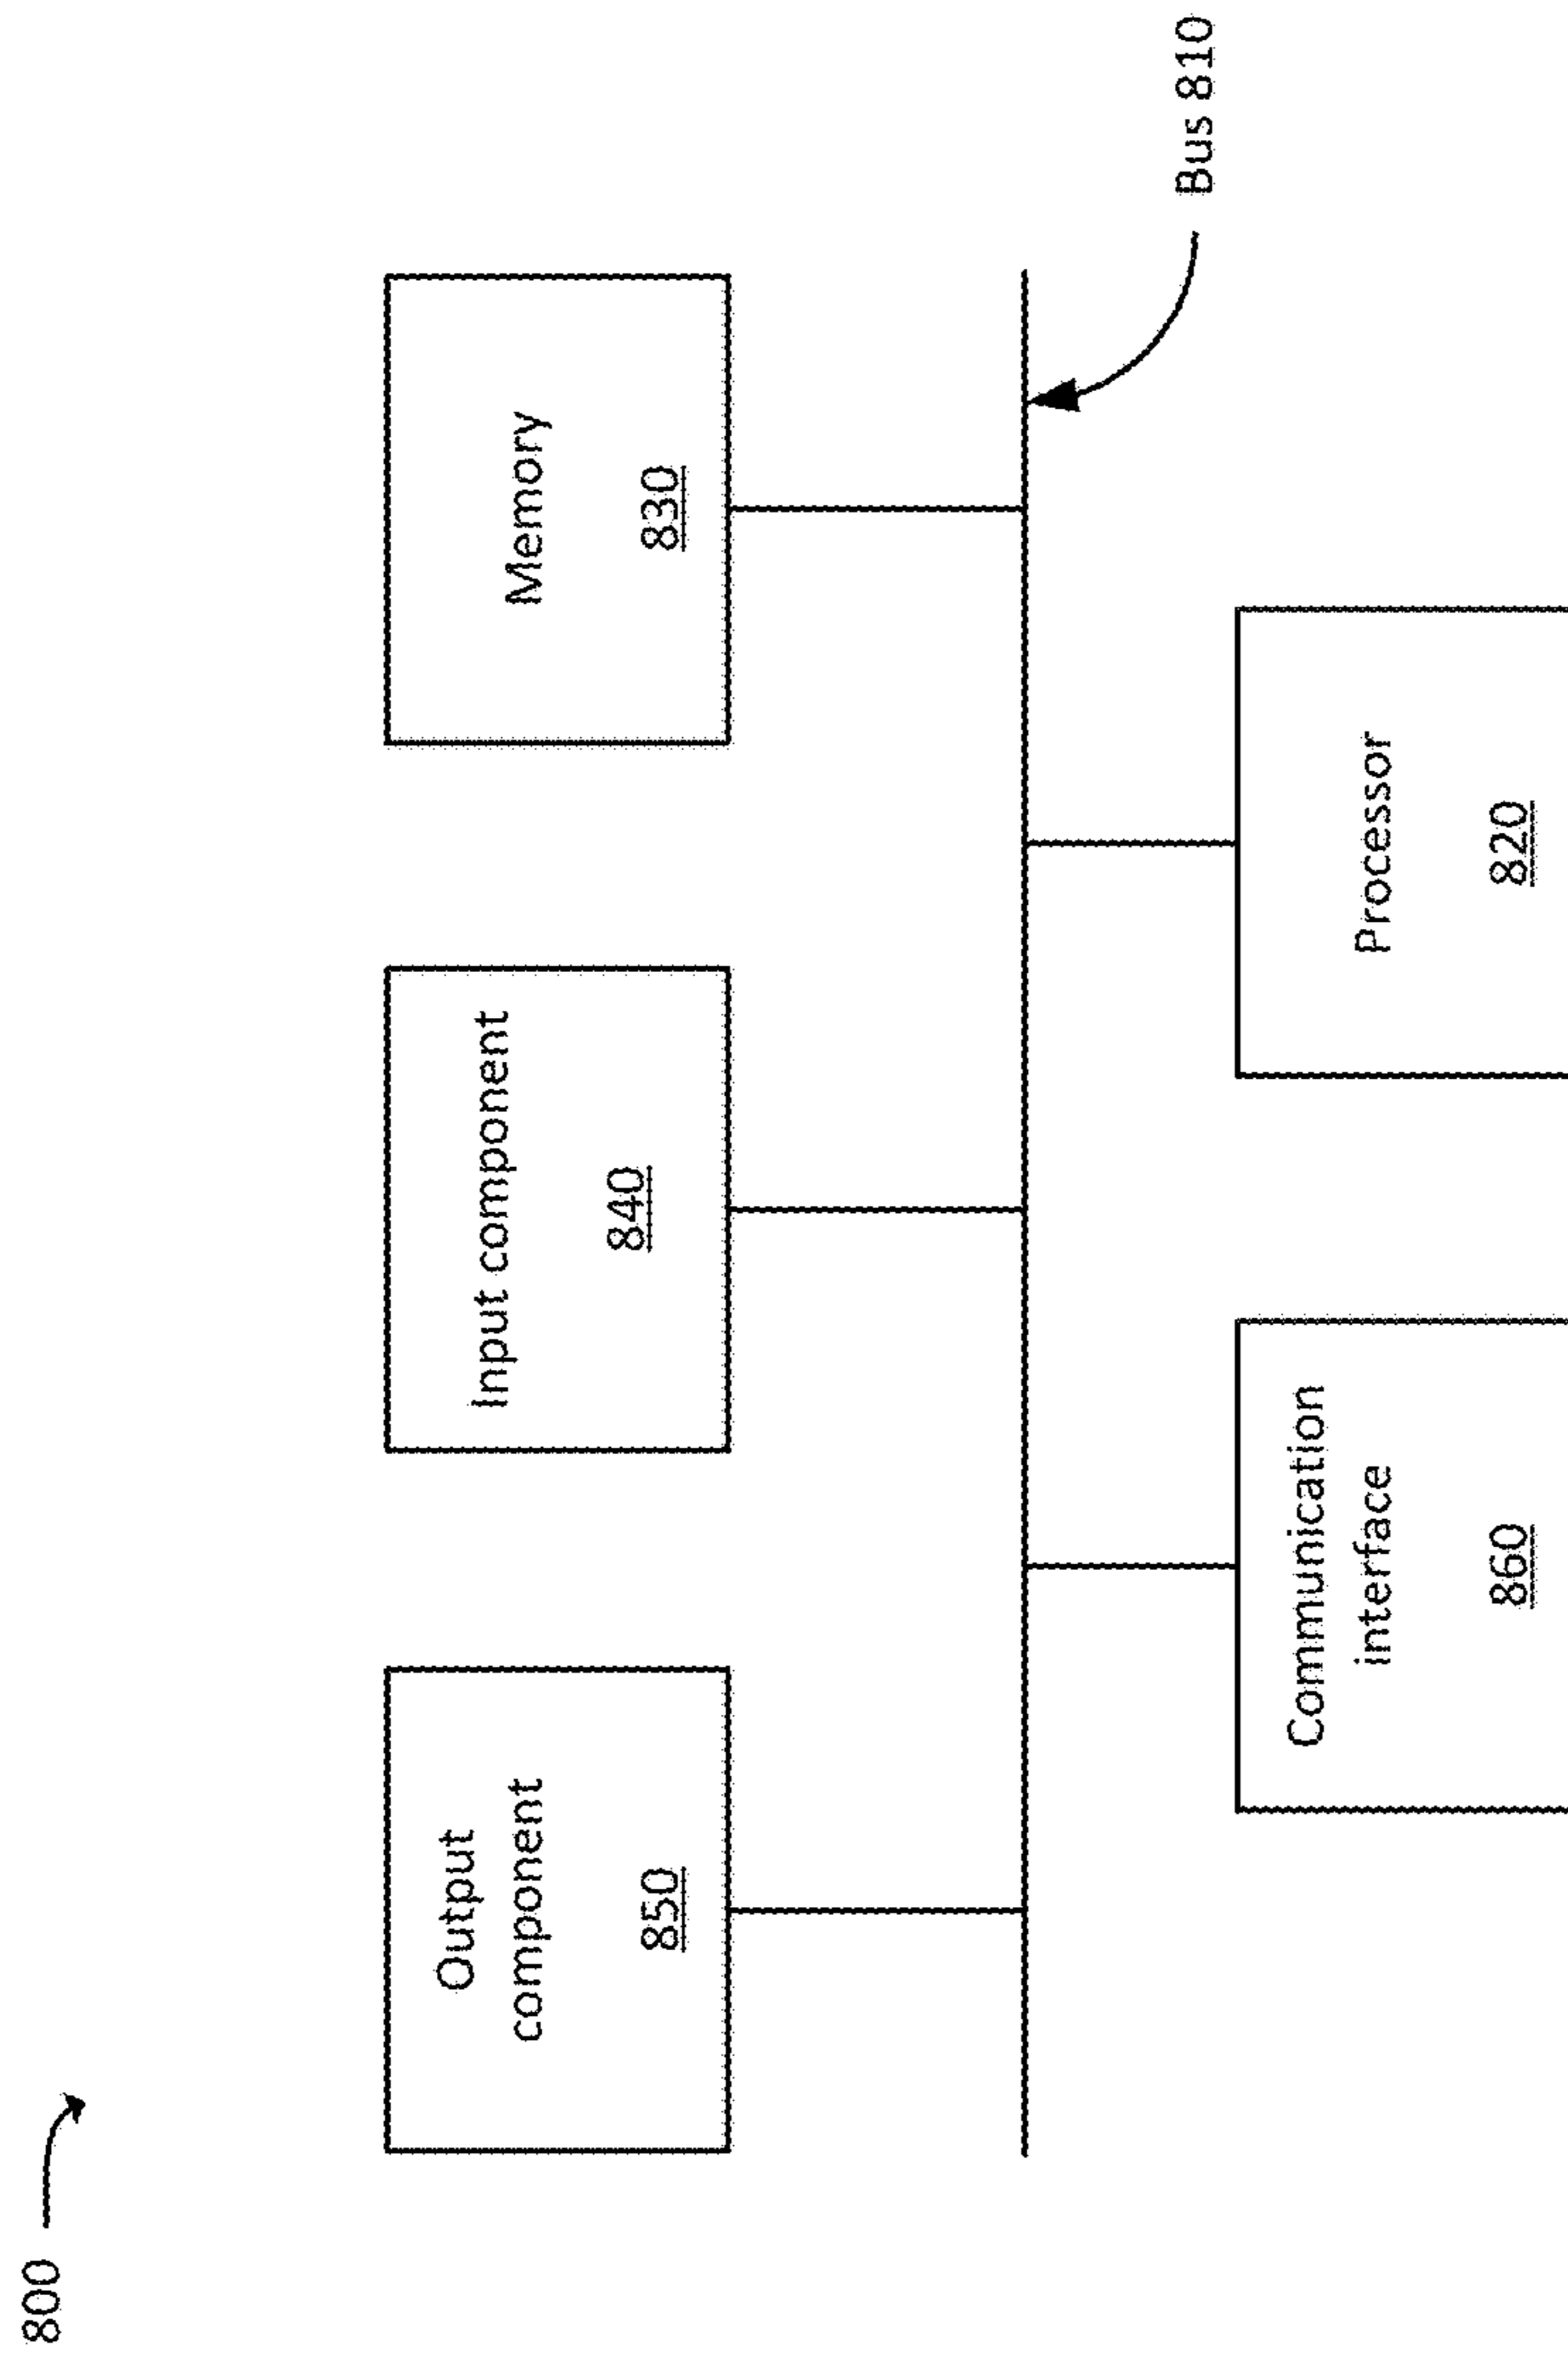 800
Output
component
850
Input component
840
Memory
830
Bus 810
Communication
interface
860
Processor
820